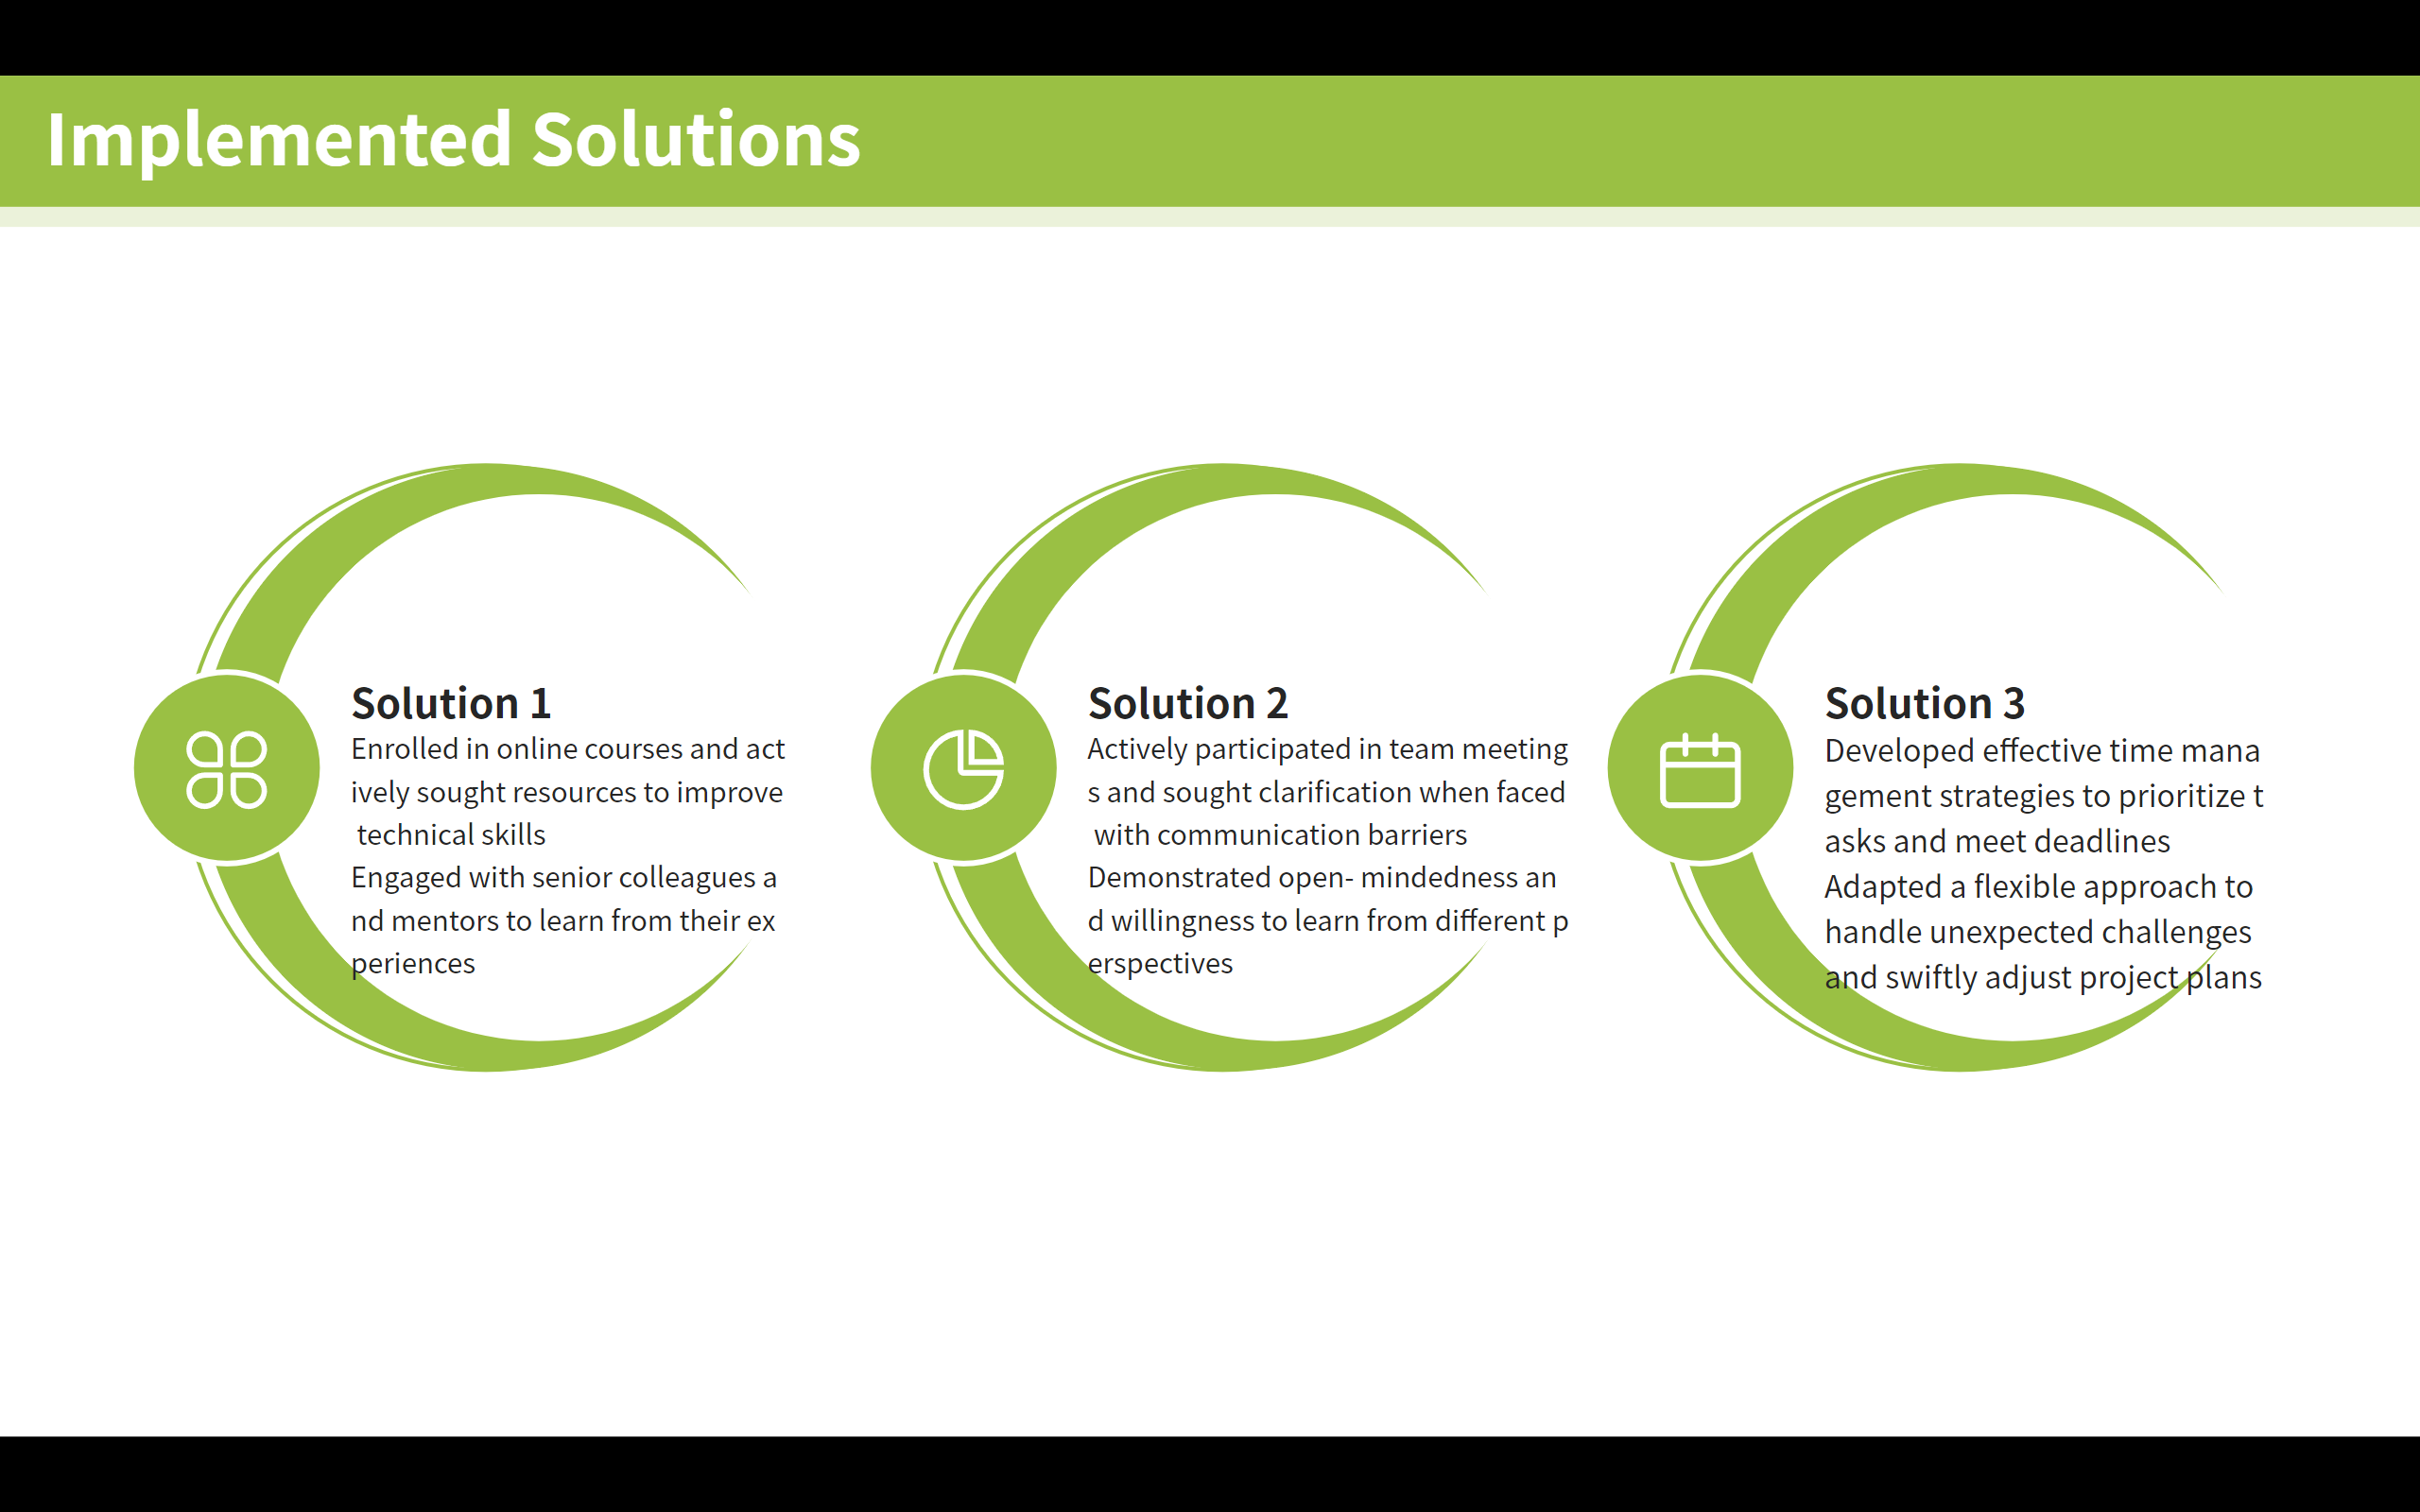 Implemented Solutions
Solution 1
Enrolled in online courses and act
ively sought resources to improve
technical skills
Engaged with senior colleagues a
nd mentors to learn from their ex
periences
Solution 2
Actively participated in team meeting
s and sought clarification when faced
with communication barriers
Demonstrated open- mindedness an
d willingness to learn from different p
erspectives
Solution 3
Developed effective time mana
gement strategies to prioritize t
asks and meet deadlines
Adapted a flexible approach to
handle unexpected challenges
and swiftly adjust project plans